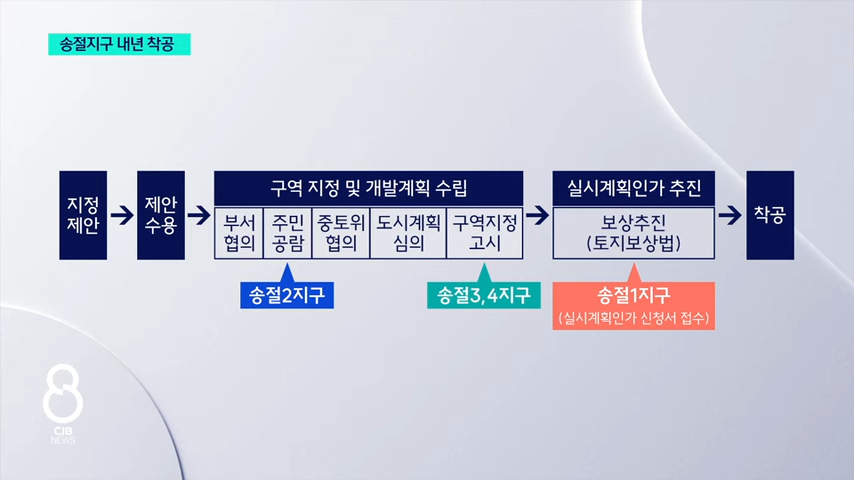 송절지구 내년 착공
지정
제안
제안
수용
구역 지정 및 개발계획 수립
부서
협의
주민
공람
중토위
협의
도시계획
심의
구역지정
고시
실시계획인가 추진
보상추진
(토지보상법)
착공
송절2지구
송절3,4지구
송절1지구
(실시계획인가 신청서 접수)
8
CJB
NEWS